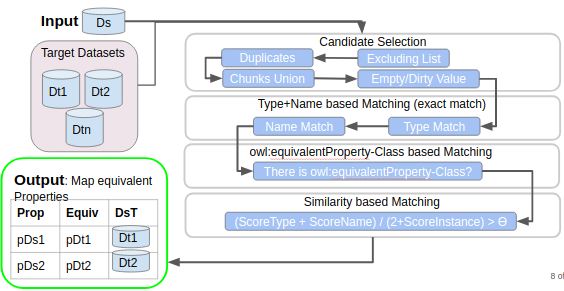 Input
Ds
Target Datasets
Dt1
Dt2
Dtn
Candidate Selection
Duplicates
Excluding List
Chunks Union
Empty/Dirty Value
Type+Name based Matching (exact match)
Name Match
Type Match
owl:equivalentProperty-Class based Matching
There is owl:equivalentProperty-Class?
Similarity based Matching
(ScoreType + ScoreName) / (2+ScoreInstance) > Θ
Output: Map equivalent
Properties
Prop Equiv DsT
pDs1 pDt1 Dt1
pDs2 pDt2 Dt2
8 of